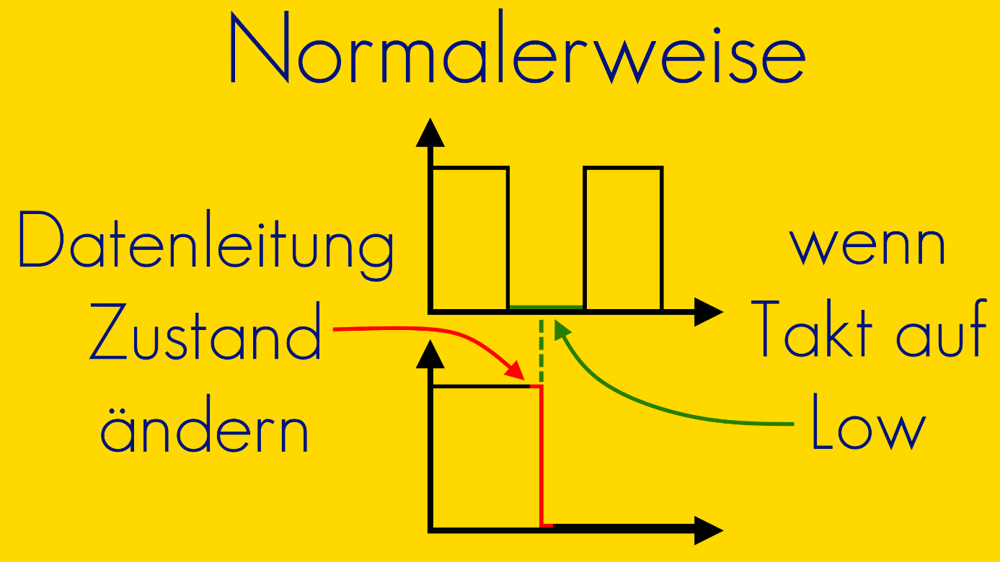 Normalerweise
Datenleitung
Zustand
ändern
wenn
Takt auf
Low